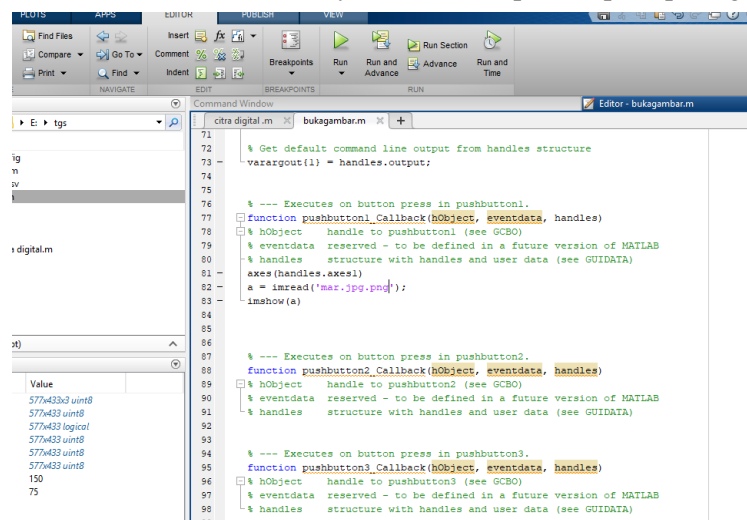 PLOTS APPS EDITOR PUBLISH VIEW
Find Files
Compare
Print
Go To
Find
NAVIGATE
Insert
Comment
Indent
EDIT
Breakpoints
BREAKPOINTS
Run
Run and Advance
Run Section
Advance
Run and Time
RUN
Command Window
Editor - bukagambar.m
E: tgs
citra digital .m
bukagambar.m
71
72 % Get default command line output from handles structure
73 varargout{1} = handles.output;
74
75
76 % --- Executes on button press in pushbutton1.
77 function pushbutton1_Callback(hObject, eventdata, handles)
78 % hObject handle to pushbutton1 (see GCBO)
79 % eventdata reserved - to be defined in a future version of MATLAB
80 % handles structure with handles and user data (see GUIDATA)
81 axes(handles.axes1)
82 a = imread('mar.jpg.png');
83 imshow(a)
84
85
86
87 % --- Executes on button press in pushbutton2.
88 function pushbutton2_Callback(hObject, eventdata, handles)
89 % hObject handle to pushbutton2 (see GCBO)
90 % eventdata reserved - to be defined in a future version of MATLAB
91 % handles structure with handles and user data (see GUIDATA)
92
93
94 % --- Executes on button press in pushbutton3.
95 function pushbutton3_Callback(hObject, eventdata, handles)
96 % hObject handle to pushbutton3 (see GCBO)
97 % eventdata reserved - to be defined in a future version of MATLAB
98 % handles structure with handles and user data (see GUIDATA)
digital.m
Value
577x433x3 uint8
577x433 uint8
577x433 logical
577x433 uint8
577x433 uint8
577x433 uint8
150
75